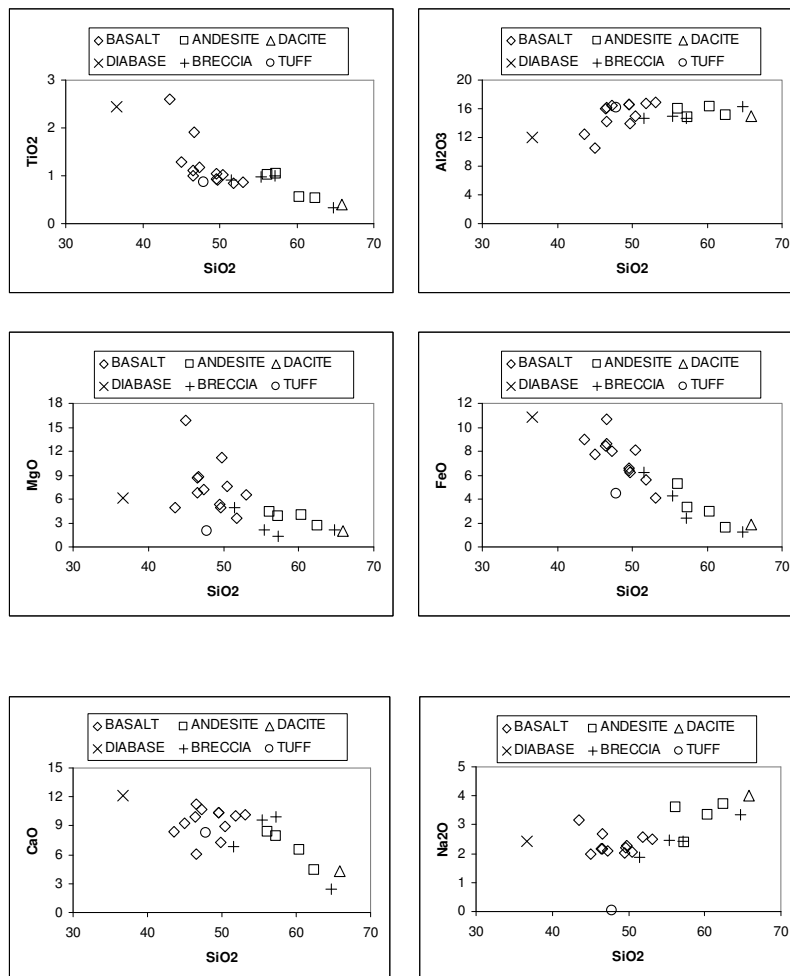 BASALT ANDESITE DACITE
DIABASE BRECCIA TUFF
3
2
1
0
TiO2
30 40 50 60 70
SiO2
BASALT ANDESITE DACITE
DIABASE BRECCIA TUFF
20
16
12
8
4
0
Al2O3
30 40 50 60 70
SiO2
BASALT ANDESITE DACITE
DIABASE BRECCIA TUFF
18
15
12
9
6
3
0
MgO
30 40 50 60 70
SiO2
BASALT ANDESITE DACITE
DIABASE BRECCIA TUFF
12
10
8
6
4
2
0
FeO
30 40 50 60 70
SiO2
BASALT ANDESITE DACITE
DIABASE BRECCIA TUFF
15
12
9
6
3
0
CaO
30 40 50 60 70
SiO2
BASALT ANDESITE DACITE
DIABASE BRECCIA TUFF
5
4
3
2
1
0
Na2O
30 40 50 60 70
SiO2